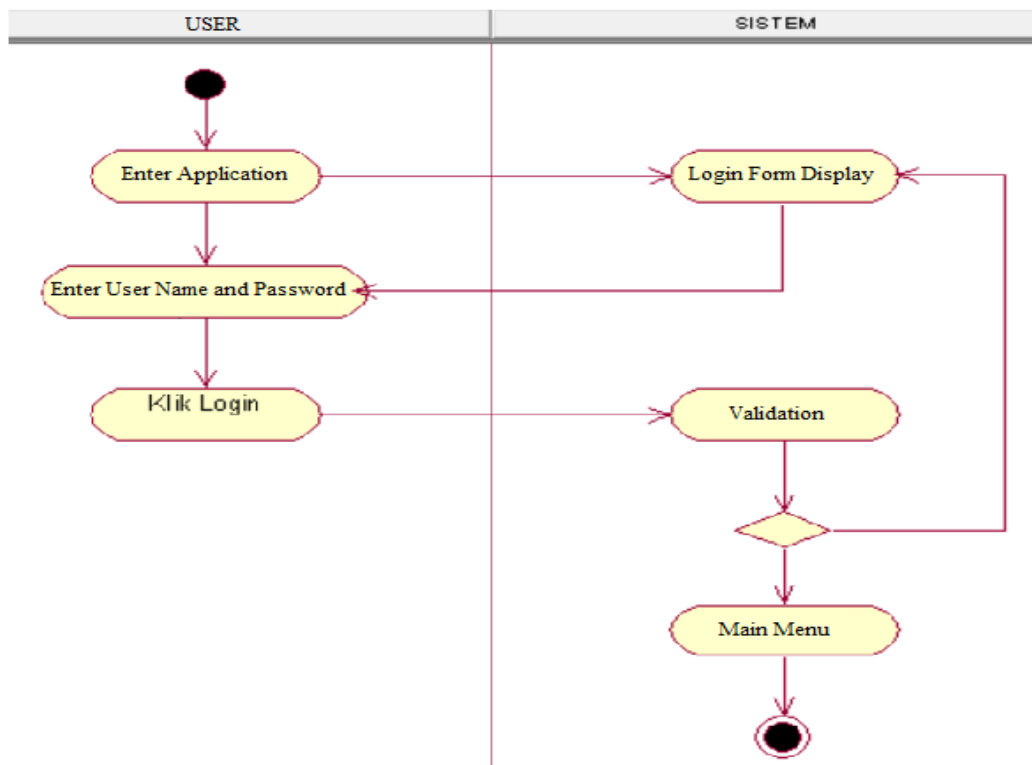 USER
SISTEM
Enter Application
Login Form Display
Enter User Name and Password
Klik Login
Validation
Main Menu